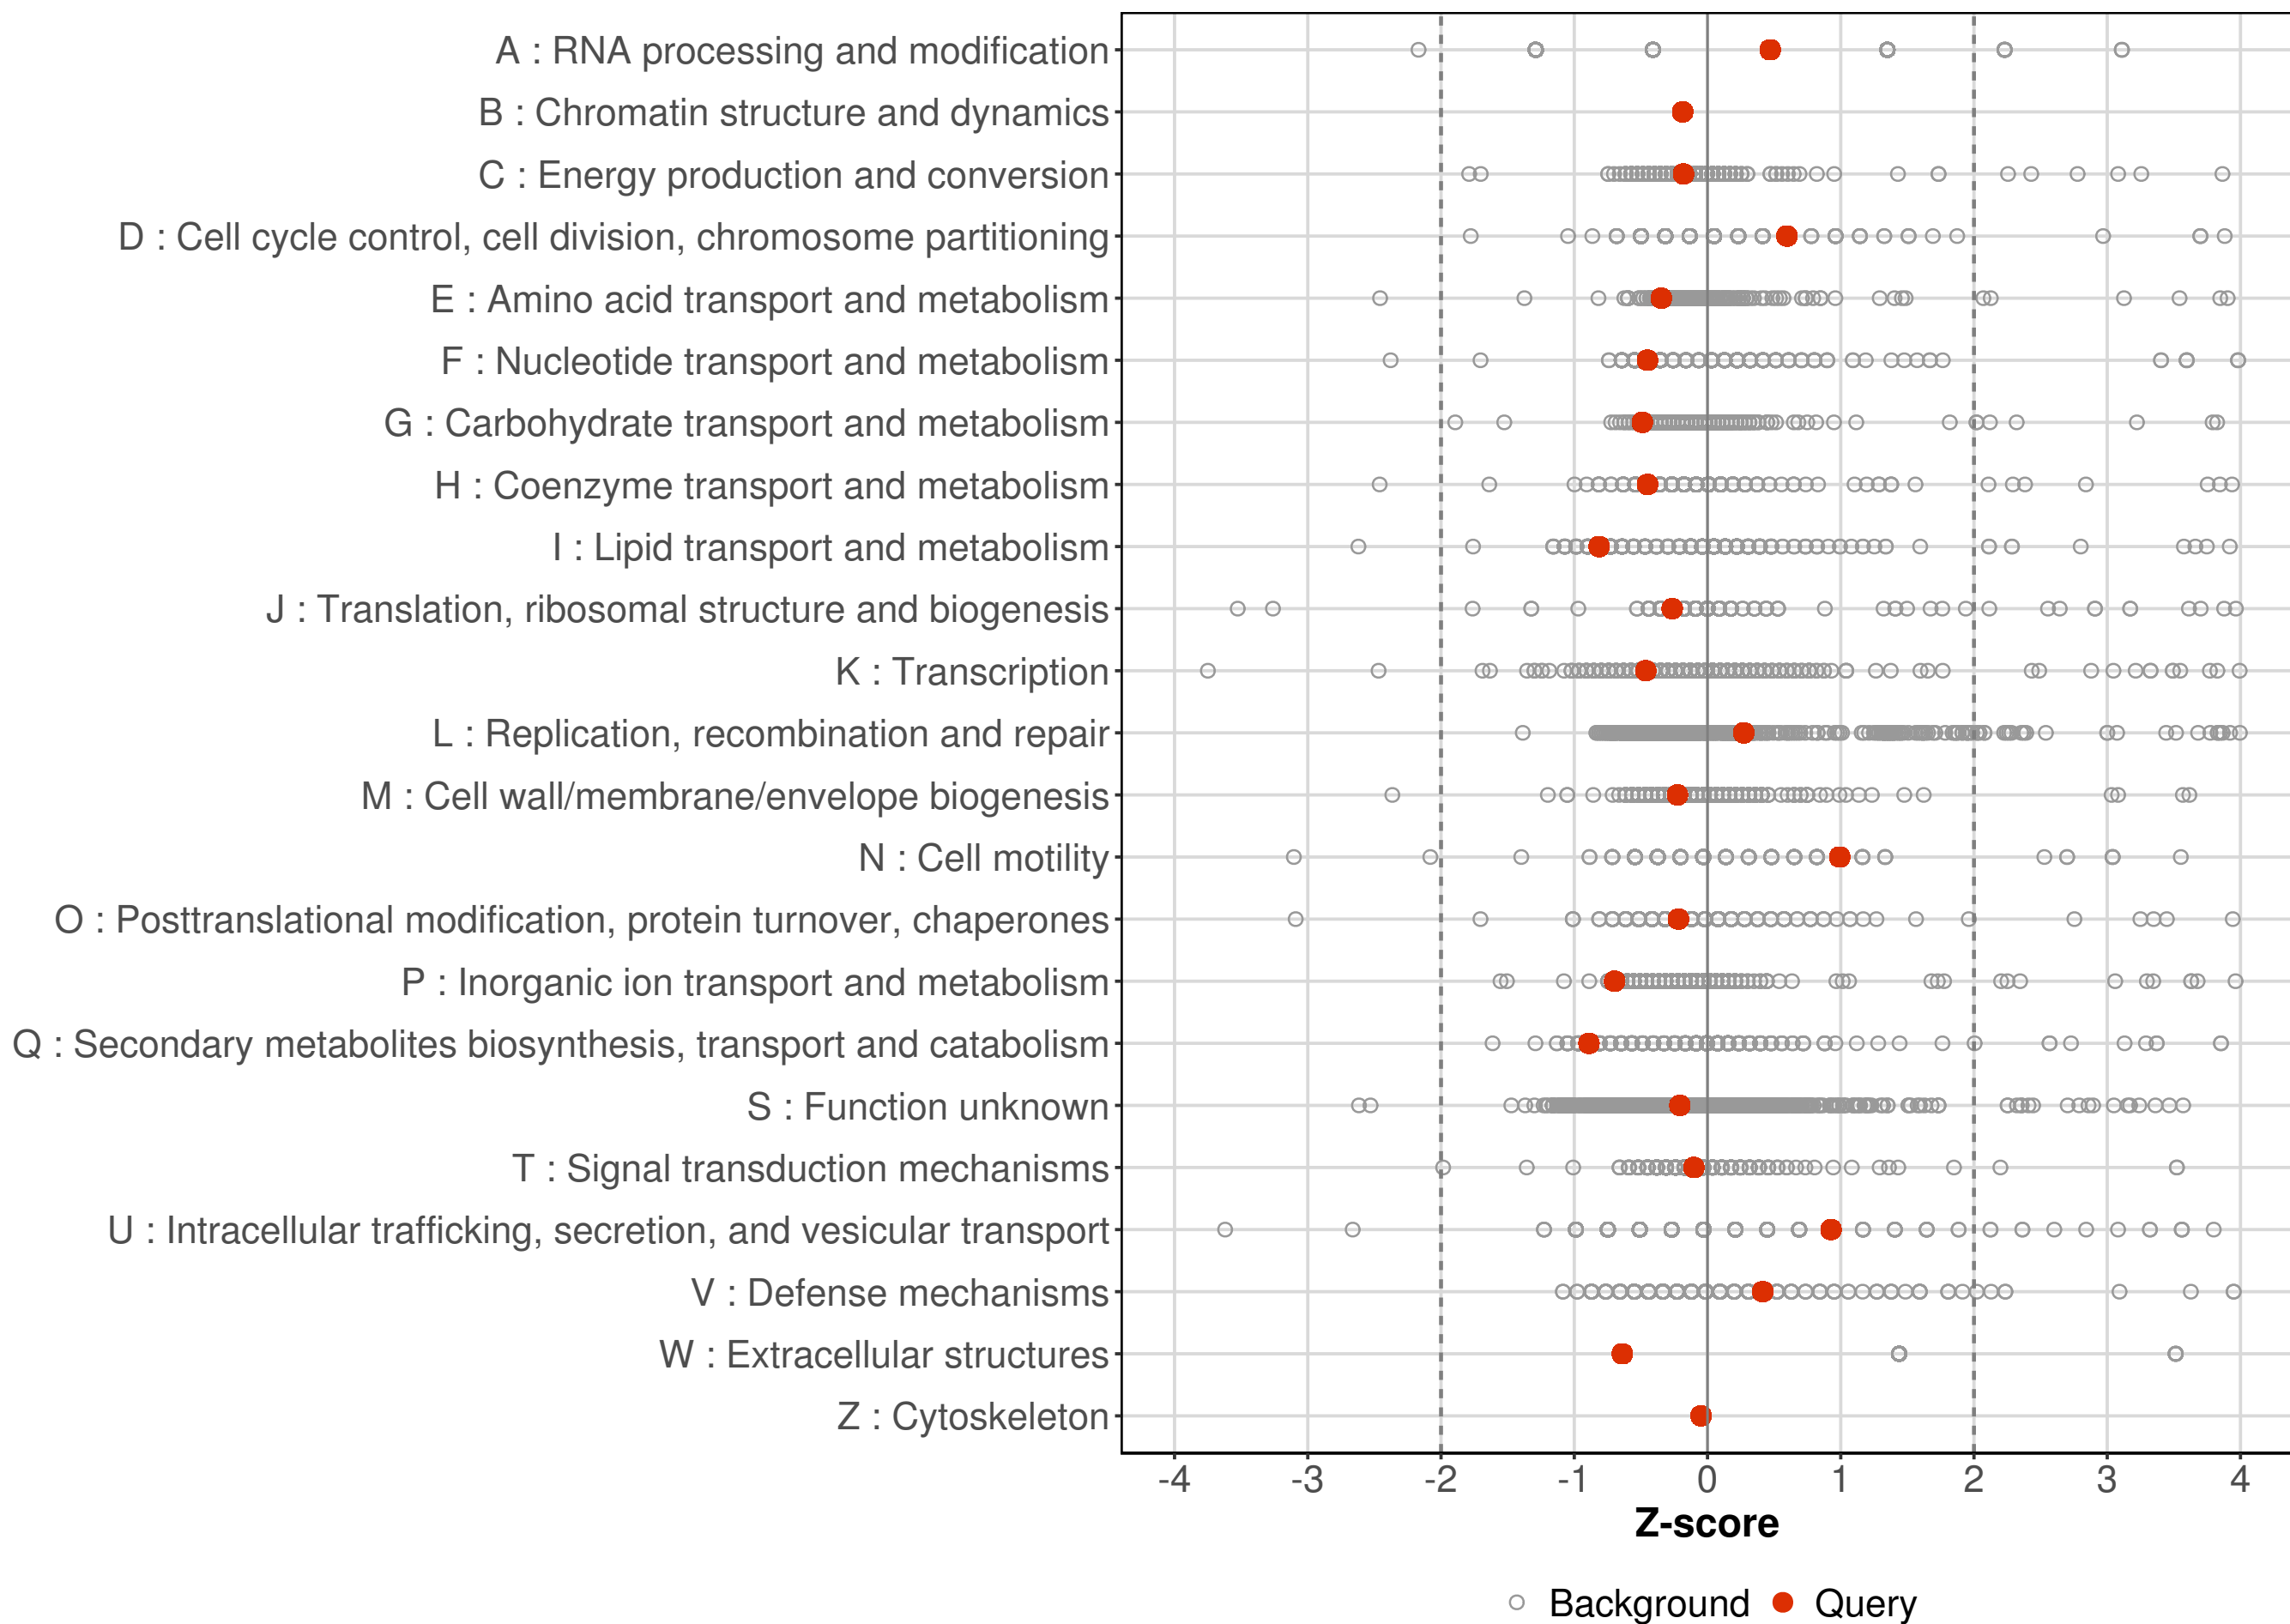 A : RNA processing and modification
B : Chromatin structure and dynamics
C : Energy production and conversion
D : Cell cycle control, cell division, chromosome partitioning
E : Amino acid transport and metabolism
F : Nucleotide transport and metabolism
G : Carbohydrate transport and metabolism
H : Coenzyme transport and metabolism
I : Lipid transport and metabolism
J : Translation, ribosomal structure and biogenesis
K : Transcription
L : Replication, recombination and repair
M : Cell wall/membrane/envelope biogenesis
N : Cell motility
O : Posttranslational modification, protein turnover, chaperones
P : Inorganic ion transport and metabolism
Q : Secondary metabolites biosynthesis, transport and catabolism
S : Function unknown
T : Signal transduction mechanisms
U : Intracellular trafficking, secretion, and vesicular transport
V : Defense mechanisms
W : Extracellular structures
Z : Cytoskeleton
-4 -3 -2 -1 0 1 2 3 4
Z-score
Background Query